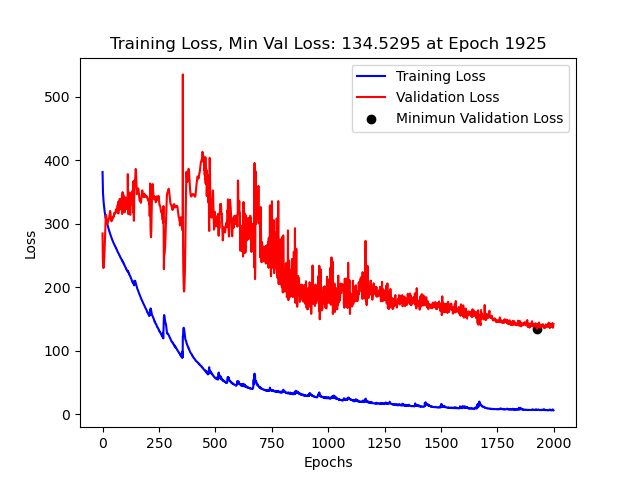 Training Loss, Min Val Loss: 134.5295 at Epoch 1925
Training Loss
Validation Loss
Minimun Validation Loss
Loss
500
400
300
200
100
0
0 250 500 750 1000 1250 1500 1750 2000
Epochs